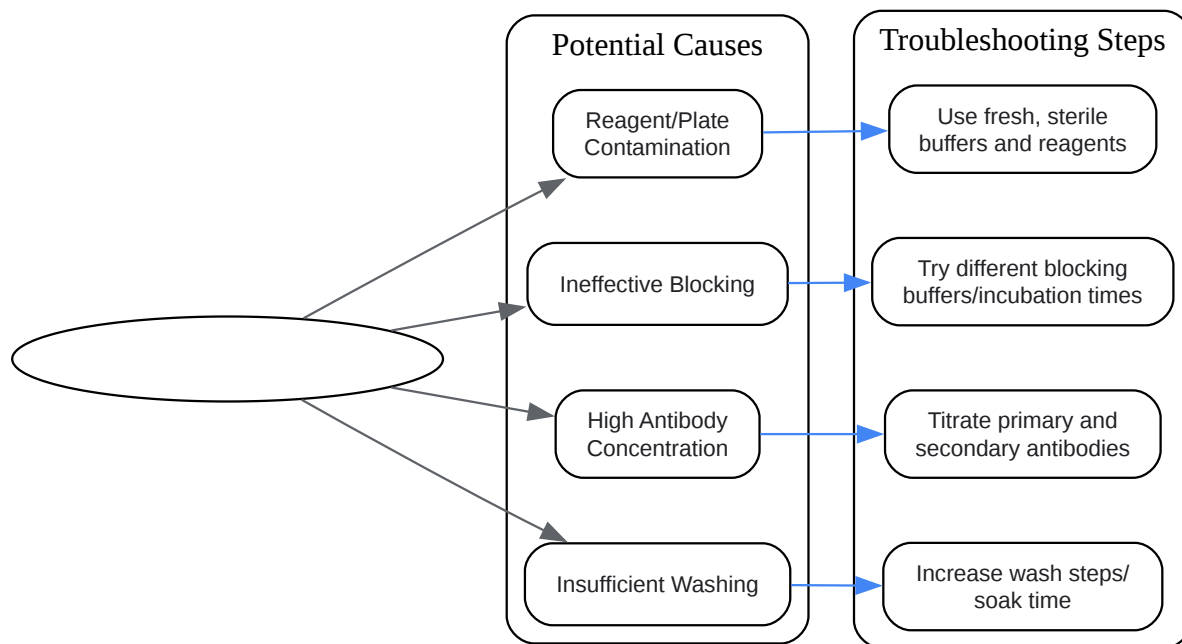 Potential Causes
Reagent/Plate
Contamination
Ineffective Blocking
High Antibody
Concentration
Insufficient Washing
Troubleshooting Steps
Use fresh, sterile
buffers and reagents
Try different blocking
buffers/incubation times
Titrate primary and
secondary antibodies
Increase wash steps/
soak time